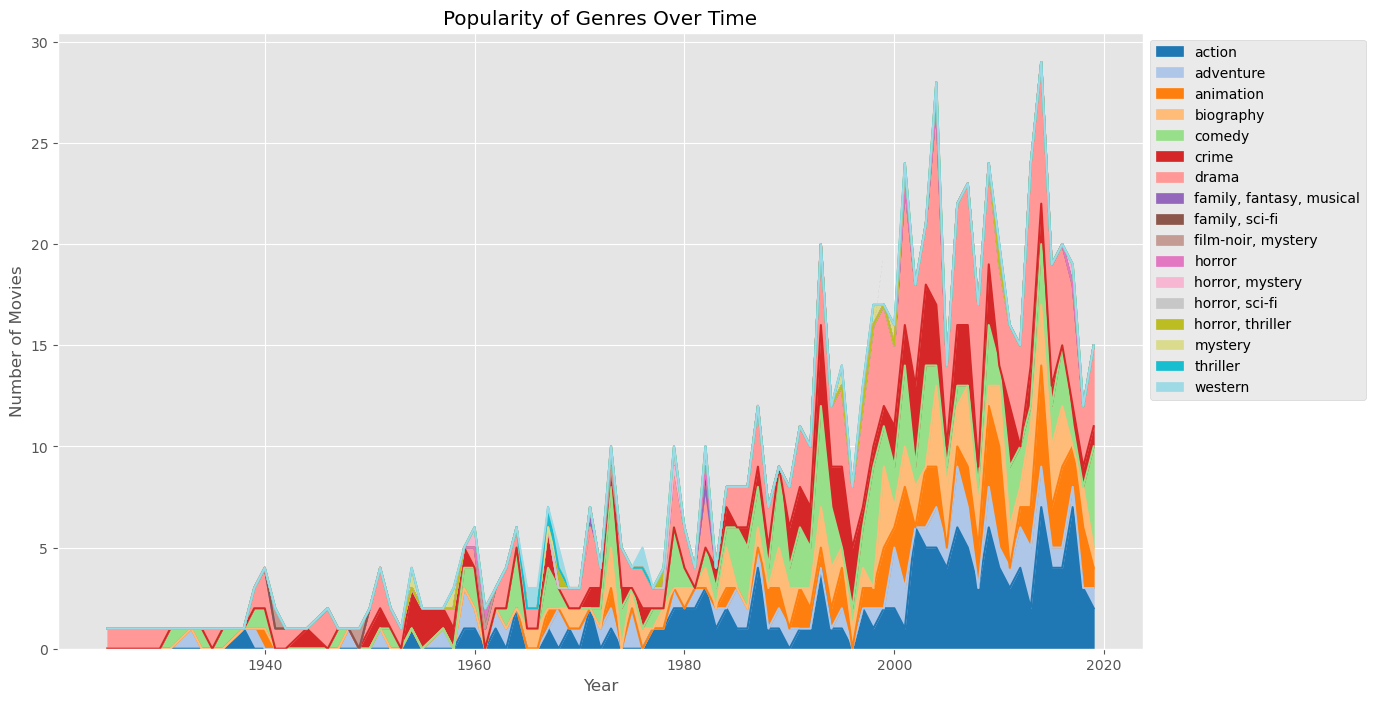 Popularity of Genres Over Time
30
25
20
15
10
5
0
Number of Movies
1940
1960
1980
2000
2020
Year
action
adventure
animation
biography
comedy
crime
drama
family, fantasy, musical
family, sci-fi
film-noir, mystery
horror
horror, mystery
horror, sci-fi
horror, thriller
mystery
thriller
western